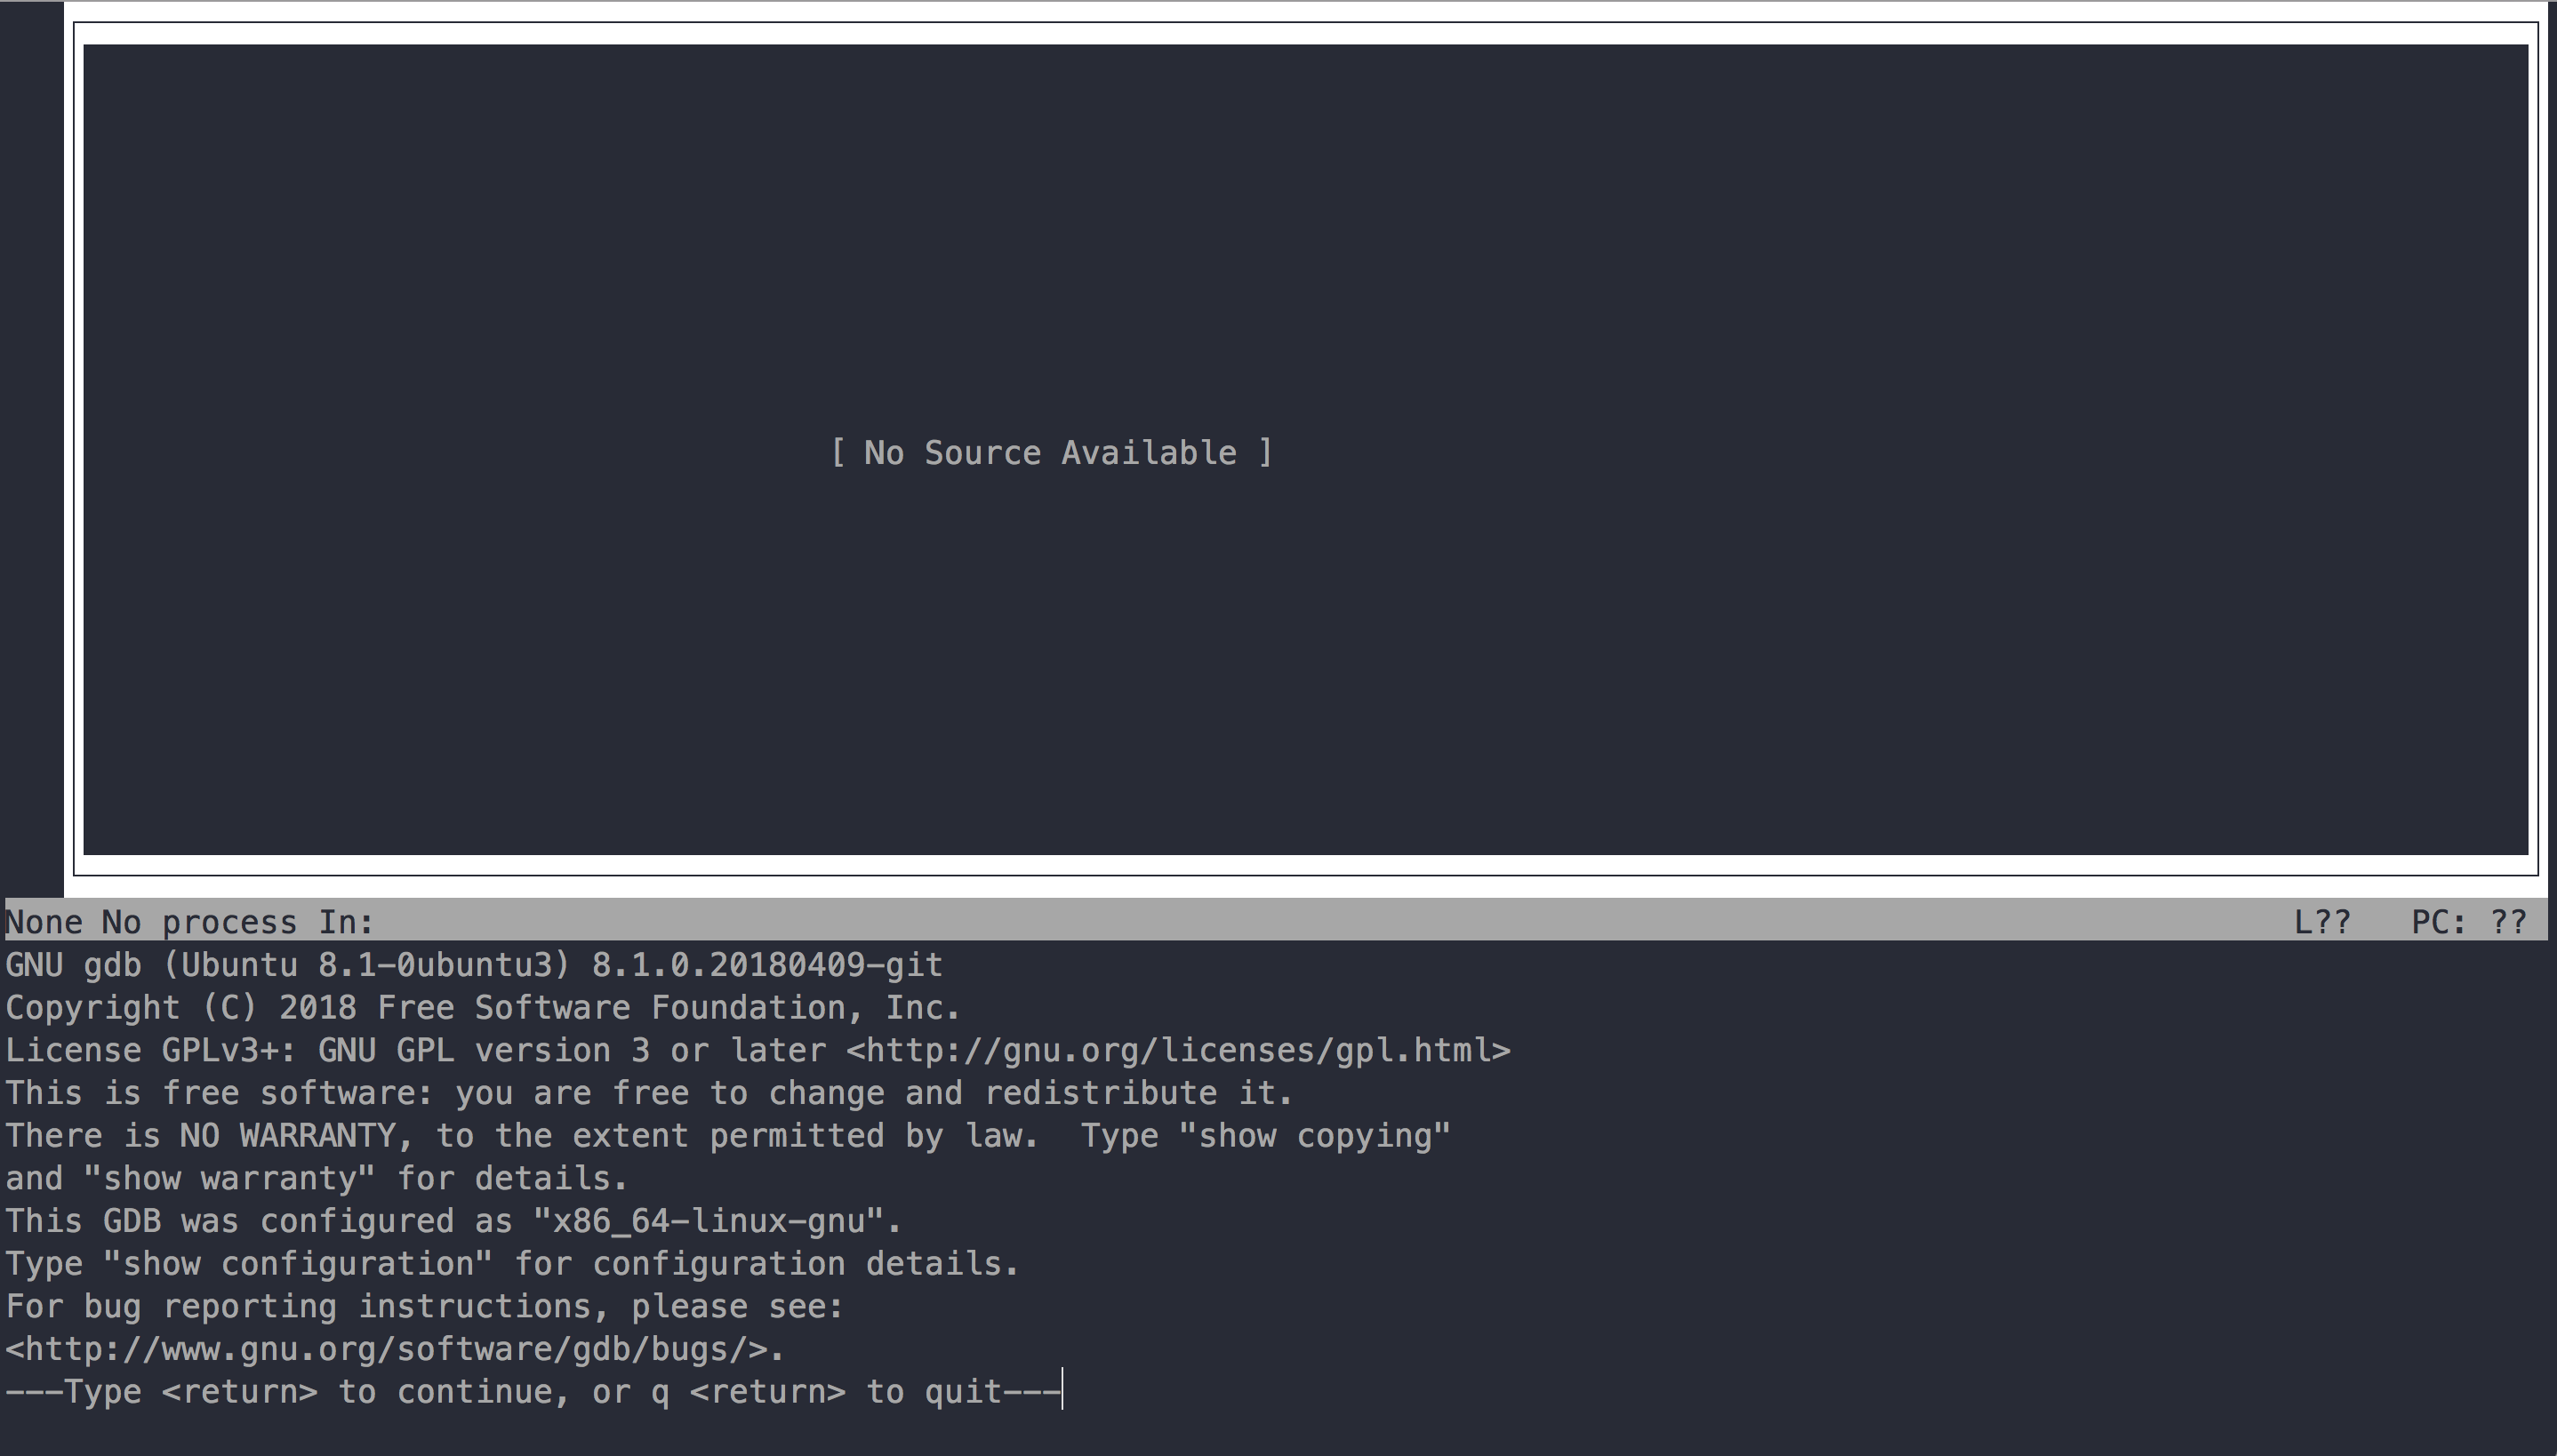 [ No Source Available ]
None No process In: L?? PC: ??
GNU gdb (Ubuntu 8.1-0ubuntu3) 8.1.0.20180409-git
Copyright (C) 2018 Free Software Foundation, Inc.
License GPLv3+: GNU GPL version 3 or later <http://gnu.org/licenses/gpl.html>
This is free software: you are free to change and redistribute it.
There is NO WARRANTY, to the extent permitted by law.  Type "show copying"
and "show warranty" for details.
This GDB was configured as "x86_64-linux-gnu".
Type "show configuration" for configuration details.
For bug reporting instructions, please see:
<http://www.gnu.org/software/gdb/bugs/>.
---Type <return> to continue, or q <return> to quit---